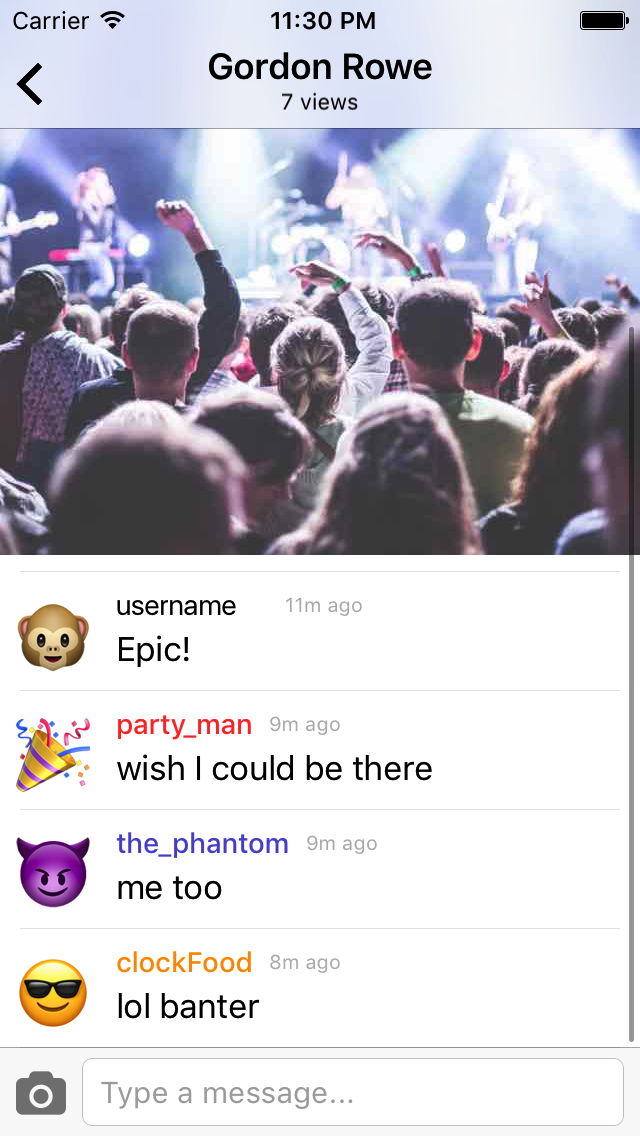 Carrier 11:30 PM
Gordon Rowe
7 views
username 11m ago
Epic!
party_man 9m ago
wish I could be there
the_phantom 9m ago
me too
clockFood 8m ago
lol banter
Type a message...